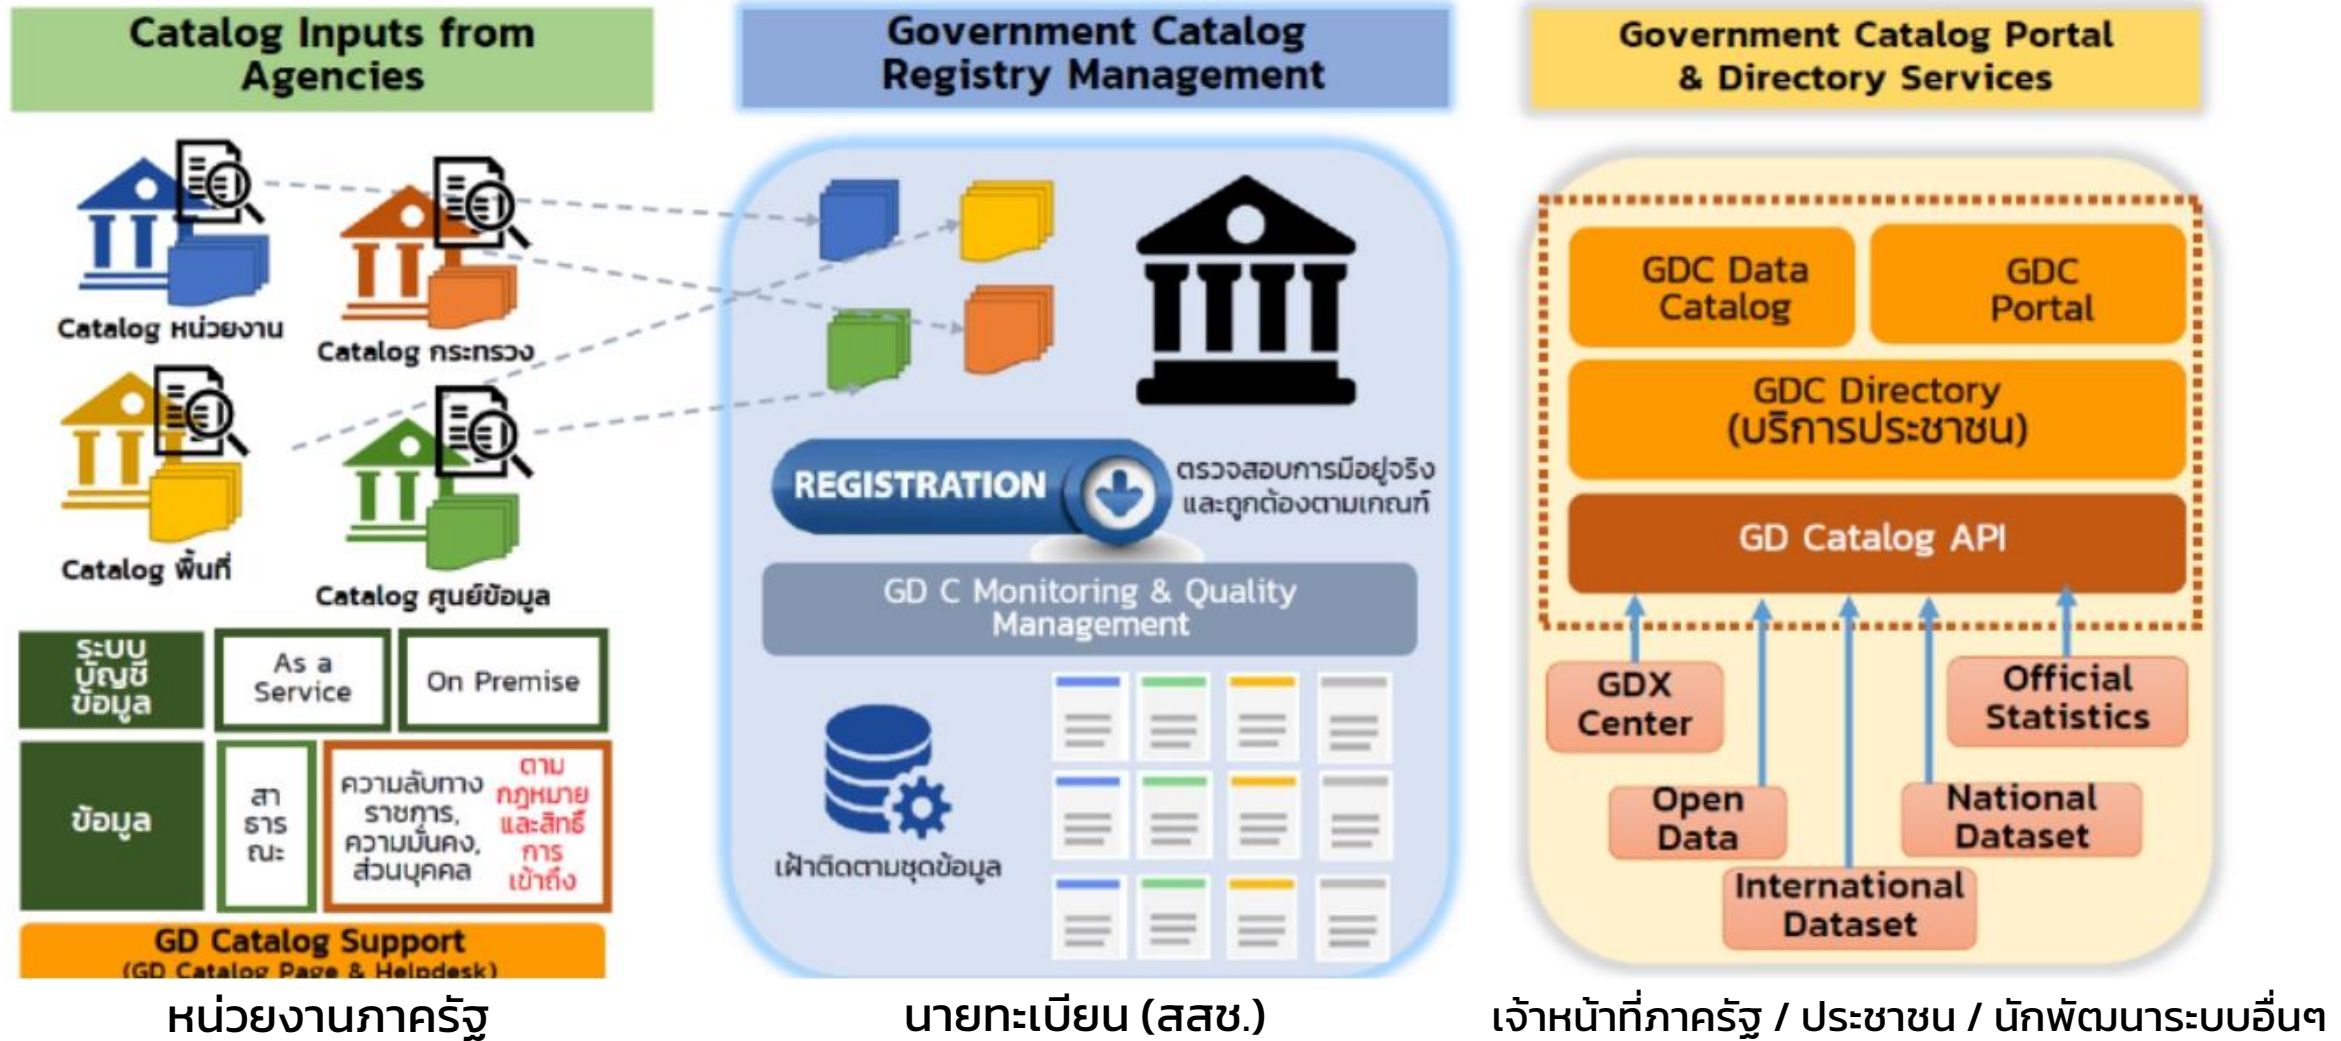 Catalog Inputs from
Agencies
Catalog หน่วยงาน
Catalog กระทรวง
Catalog พื้นที่
Catalog ศูนย์ข้อมูล
ระบบ
บัญชี
ข้อมูล
As a
Service
On Premise
ข้อมูล
สา
ธาร
ณะ
ความลับทาง
ราชการ,
ความมั่นคง,
ส่วนบุคคล
ตาม
กฎหมาย
และสิทธิ์
การ
เข้าถึง
GD Catalog Support
(GD Catalog Page & Helpdesk)
หน่วยงานภาครัฐ
Government Catalog
Registry Management
REGISTRATION
ตรวจสอบการมีอยู่จริง
และถูกต้องตามเกณฑ์
GD C Monitoring & Quality
Management
เฝ้าติดตามชุดข้อมูล
นายทะเบียน (สสช.)
Government Catalog Portal
& Directory Services
GDC Data
Catalog
GDC
Portal
GDC Directory
(บริการประชาชน)
GD Catalog API
GDX
Center
Official
Statistics
Open
Data
National
Dataset
International
Dataset
เจ้าหน้าที่ภาครัฐ / ประชาชน / นักพัฒนาระบบอื่นๆ